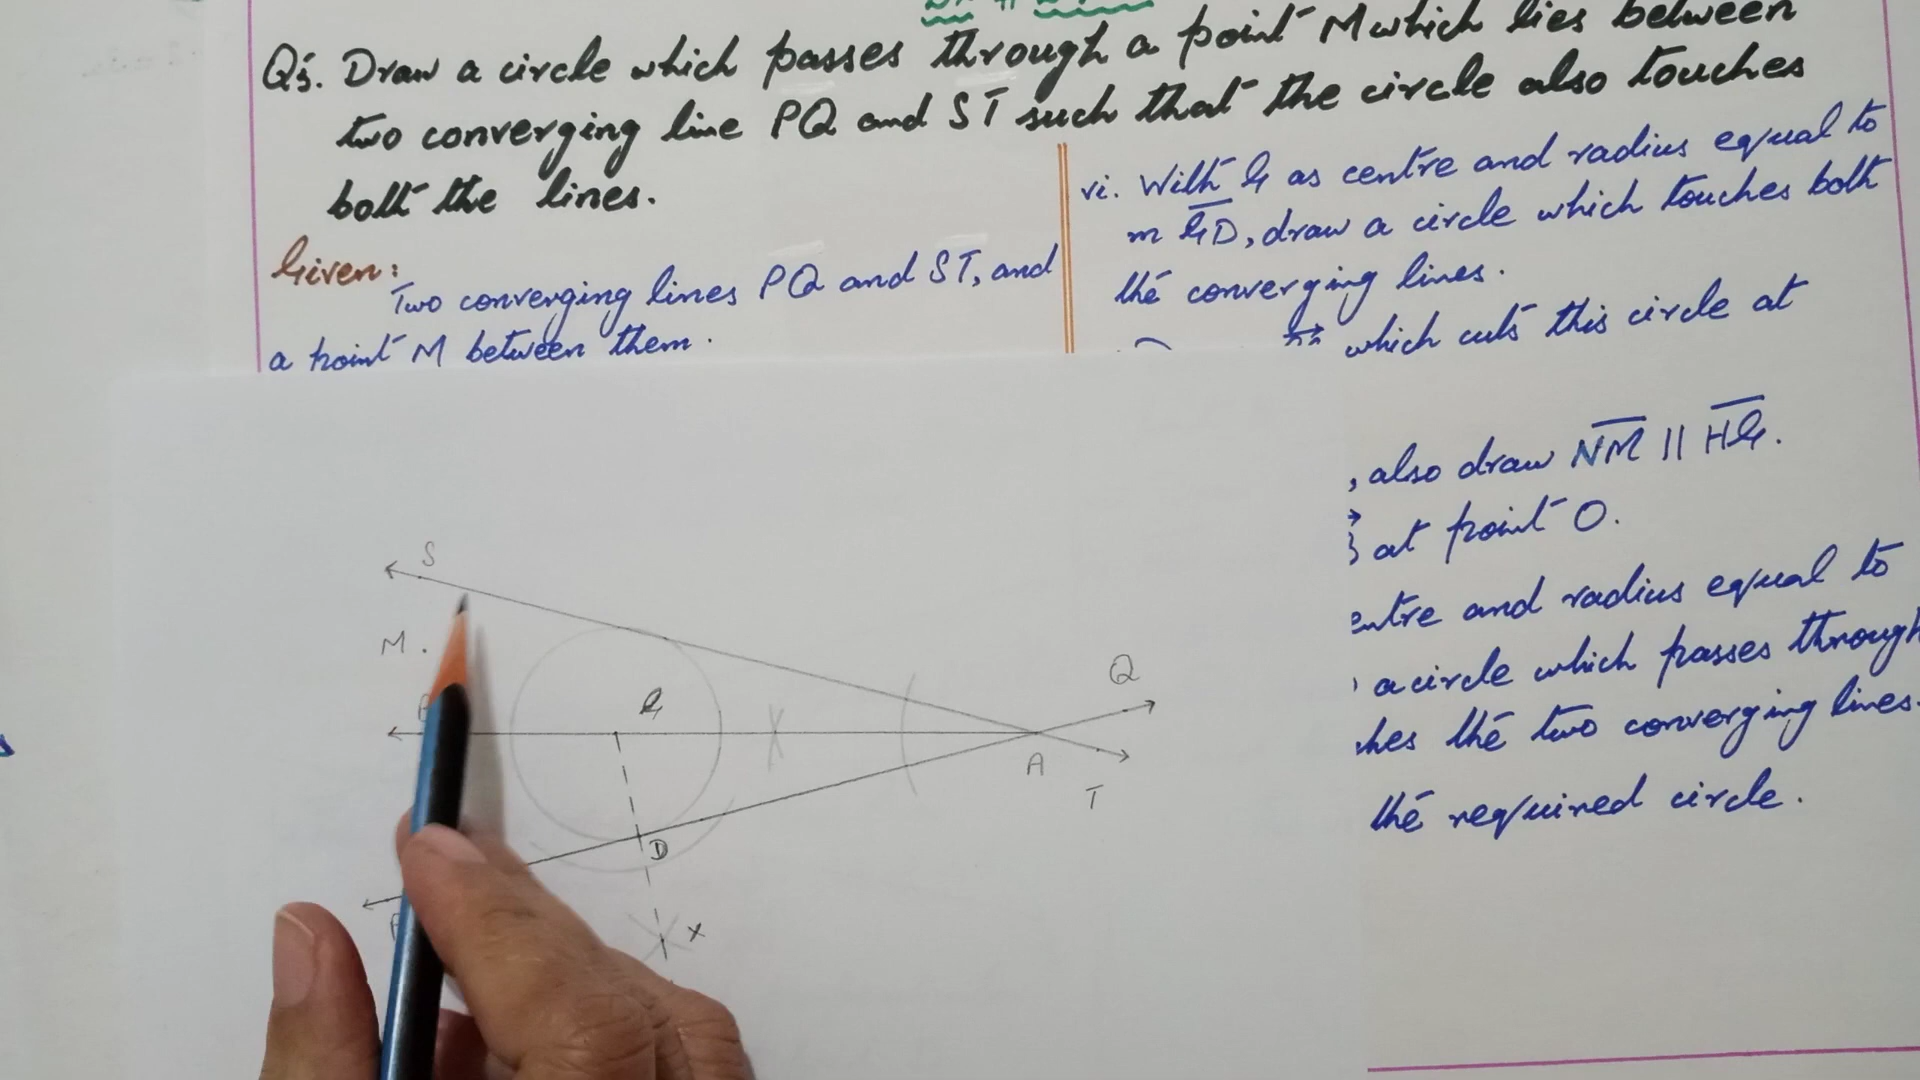 Q3. Draw a circle which passes through a point M which lies between
two converging line PQ and ST such that the circle also touches
both the lines.
Given:
Two converging lines PQ and ST, and
a point M between them.
vi. With G as centre and radius equal to
m GD, draw a circle which touches both
the converging lines.
which cuts this circle at
, also draw NM || HG.
at point O.
and radius equal to
a circle which passes through
the two converging lines.
the required circle.
S
M
G
Q
A
T
D
X